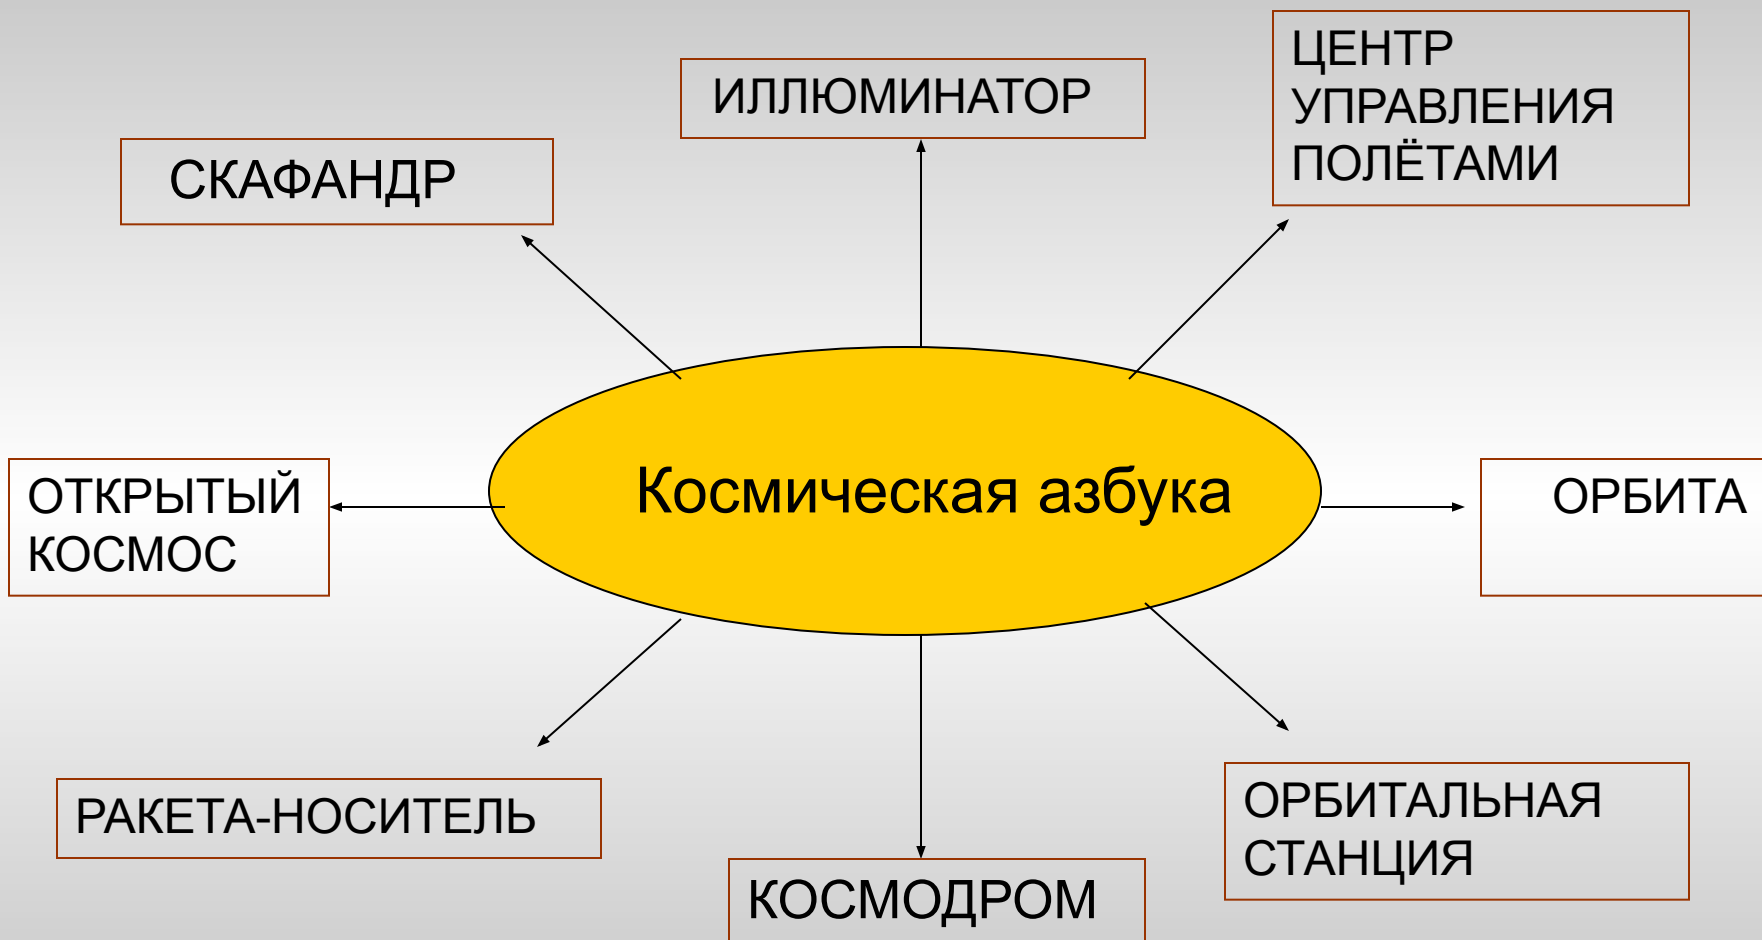 ЦЕНТР
УПРАВЛЕНИЯ
ПОЛЁТАМИ
ИЛЛЮМИНАТОР
СКАФАНДР
Космическая азбука
ОТКРЫТЫЙ
КОСМОС
ОРБИТА
РАКЕТА-НОСИТЕЛЬ
ОРБИТАЛЬНАЯ
СТАНЦИЯ
КОСМОДРОМ